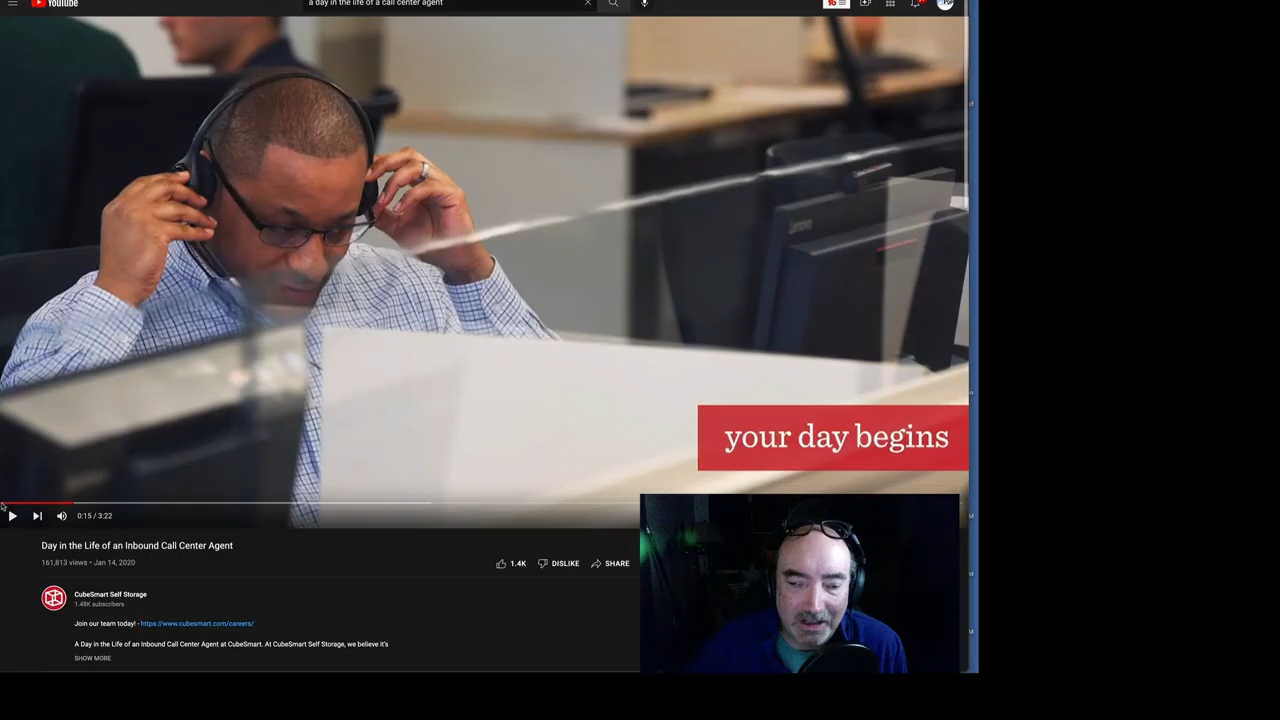 YouTube
a day in the life of a call center agent
Lenovo
your day begins
0:15 / 3:22
Day in the Life of an Inbound Call Center Agent
161,813 views • Jan 14, 2020
1.4K
DISLIKE
SHARE
CubeSmart Self Storage
1.48K subscribers
Join our team today! - https://www.cubesmart.com/careers/
A Day in the Life of an Inbound Call Center Agent at CubeSmart. At CubeSmart Self Storage, we believe it's
SHOW MORE